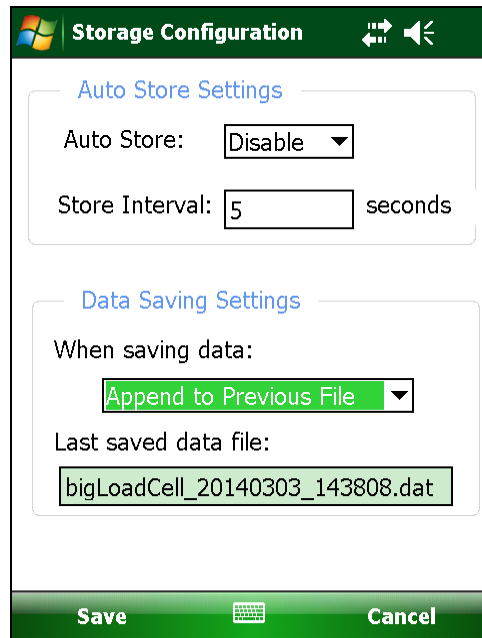 Storage Configuration
Auto Store Settings
Auto Store: Disable
Store Interval: 5 seconds
Data Saving Settings
When saving data:
Append to Previous File
Last saved data file:
bigLoadCell_20140303_143808.dat
Save Cancel